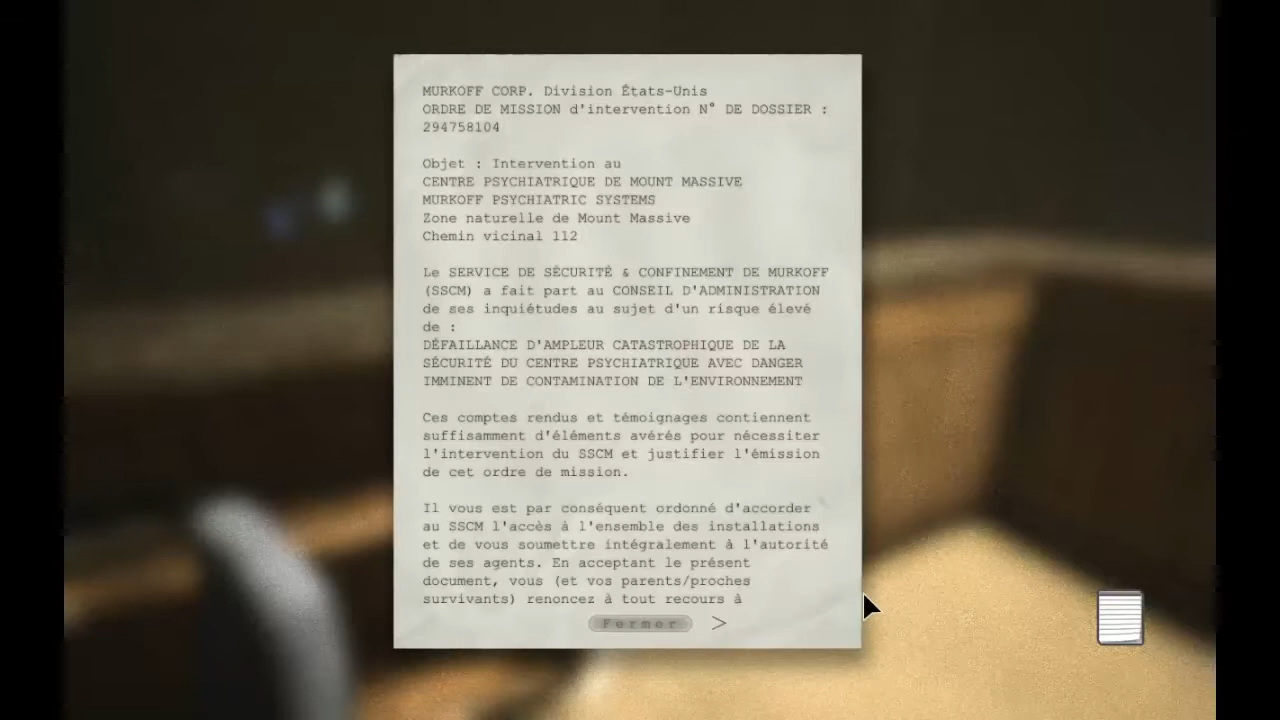 MURKOFF CORP. Division États-Unis
ORDRE DE MISSION d'intervention N° DE DOSSIER :
294758104
Objet : Intervention au
CENTRE PSYCHIATRIQUE DE MOUNT MASSIVE
MURKOFF PSYCHIATRIC SYSTEMS
Zone naturelle de Mount Massive
Chemin vicinal 112
Le SERVICE DE SÉCURITÉ & CONFINEMENT DE MURKOFF
(SSCM) a fait part au CONSEIL D'ADMINISTRATION
de ses inquiétudes au sujet d'un risque élevé
de :
DÉFAILLANCE D'AMPLEUR CATASTROPHIQUE DE LA
SÉCURITÉ DU CENTRE PSYCHIATRIQUE AVEC DANGER
IMMINENT DE CONTAMINATION DE L'ENVIRONNEMENT
Ces comptes rendus et témoignages contiennent
suffisamment d'éléments avérés pour nécessiter
l'intervention du SSCM et justifier l'émission
de cet ordre de mission.
Il vous est par conséquent ordonné d'accorder
au SSCM l'accès à l'ensemble des installations
et de vous soumettre intégralement à l'autorité
de ses agents. En acceptant le présent
document, vous (et vos parents/proches
survivants) renoncez à tout recours à
Fermer >